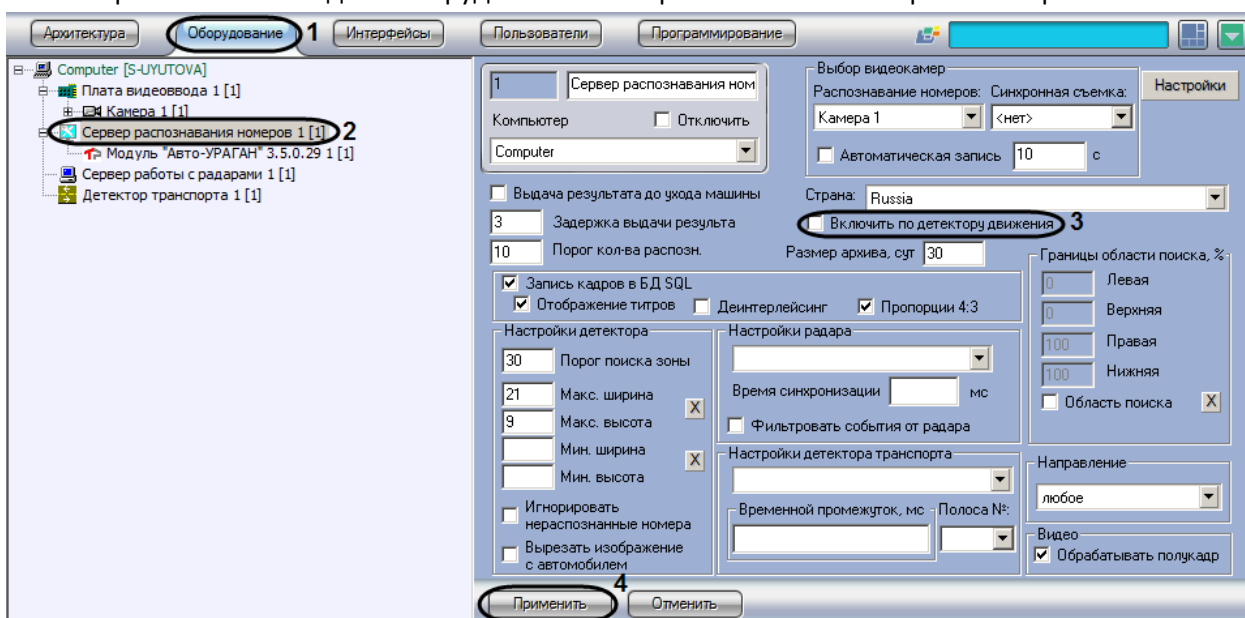 Архитектура Оборудование 1 Интерфейсы Пользователи Программирование
Computer [S-UYUTOVA]
Плата видеоввода 1 [1]
Камера 1 [1]
Сервер распознавания номеров 1 [1] 2
Модуль "Авто-УРАГАН" 3.5.0.29 1 [1]
Сервер работы с радарами 1 [1]
Детектор транспорта 1 [1]
1 Сервер распознавани ном
Компьютер Отключить
Computer
Выбор видеокамер
Распознавание номеров: Синхронная съемка:
Камера 1 <нет>
Автоматическая запись 10 с
Настройки
Выдача результата до ухода машины
Страна: Russia
3 Задержка выдачи результа
Включить по детектору движения 3
10 Порог кол-ва распозн.
Размер архива, сут 30
Запись кадров в БД SQL
Отображение титров Деинтерлейсинг Пропорции 4:3
Границы области поиска, %
0 Левая
0 Верхняя
100 Правая
100 Нижняя
Область поиска X
Настройки детектора
30 Порог поиска зоны
21 Макс. ширина
9 Макс. высота
X
Мин. ширина
Мин. высота
X
Игнорировать
нераспознанные номера
Вырезать изображение
с автомобилем
Настройки радара
Время синхронизации мс
Фильтровать события от радара
Настройки детектора транспорта
Временной промежуток, мс Полоса №:
Направление
любое
Видео
Обрабатывать полукадр
4
Применить Отменить